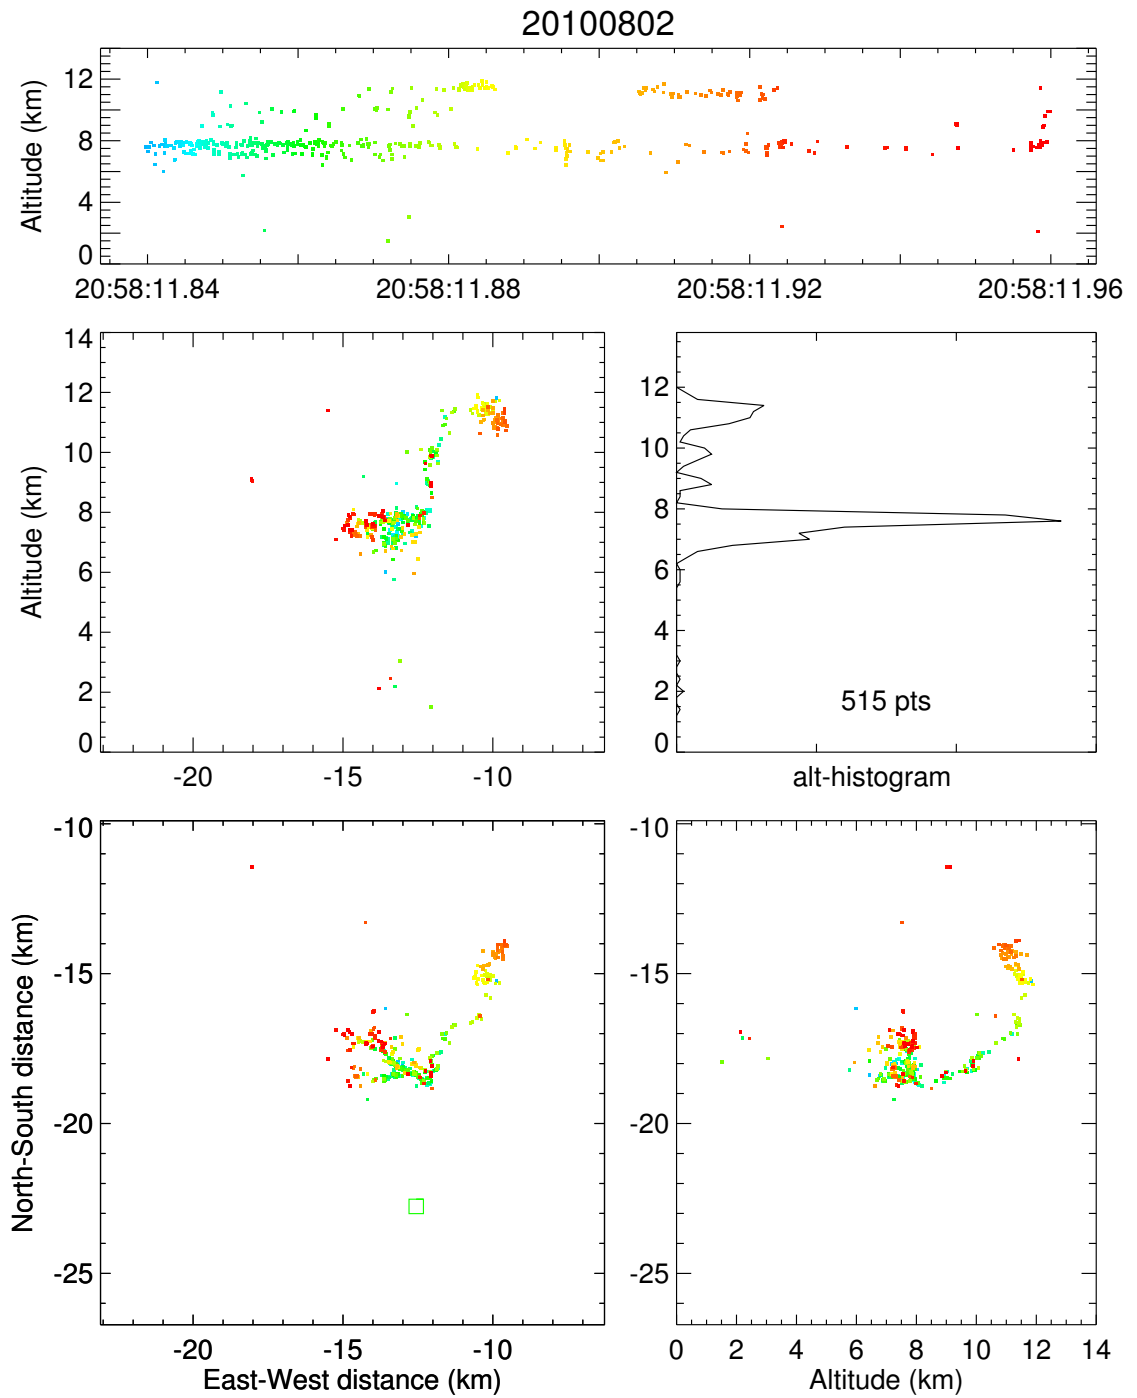 20100802
12
8
4
0
Altitude (km)
20:58:11.84 20:58:11.88 20:58:11.92 20:58:11.96
14
12
10
8
6
4
2
0
Altitude (km)
-20 -15 -10
12
10
8
6
4
2
0
515 pts
alt-histogram
-10
-15
-20
-25
North-South distance (km)
-20 -15 -10
East-West distance (km)
-10
-15
-20
-25
0 2 4 6 8 10 12 14
Altitude (km)